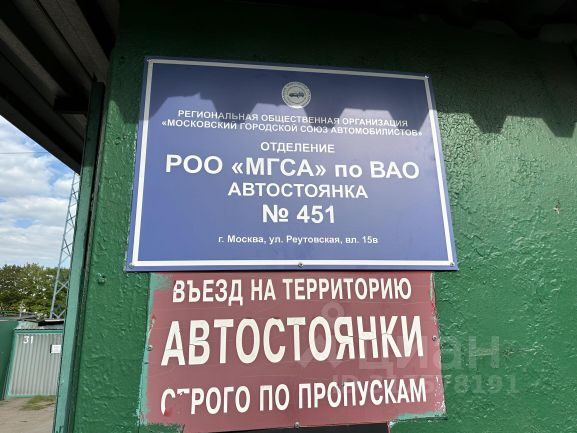 РЕГИОНАЛЬНАЯ ОБЩЕСТВЕННАЯ ОРГАНИЗАЦИЯ
«МОСКОВСКИЙ ГОРОДСКОЙ СОЮЗ АВТОМОБИЛИСТОВ»
ОТДЕЛЕНИЕ
РОО «МГСА» по ВАО
АВТОСТОЯНКА
№ 451
г. Москва, ул. Реутовская, вл. 15в
ВЪЕЗД НА ТЕРРИТОРИЮ
АВТОСТОЯНКИ
СТРОГО ПО ПРОПУСКАМ
31
циан